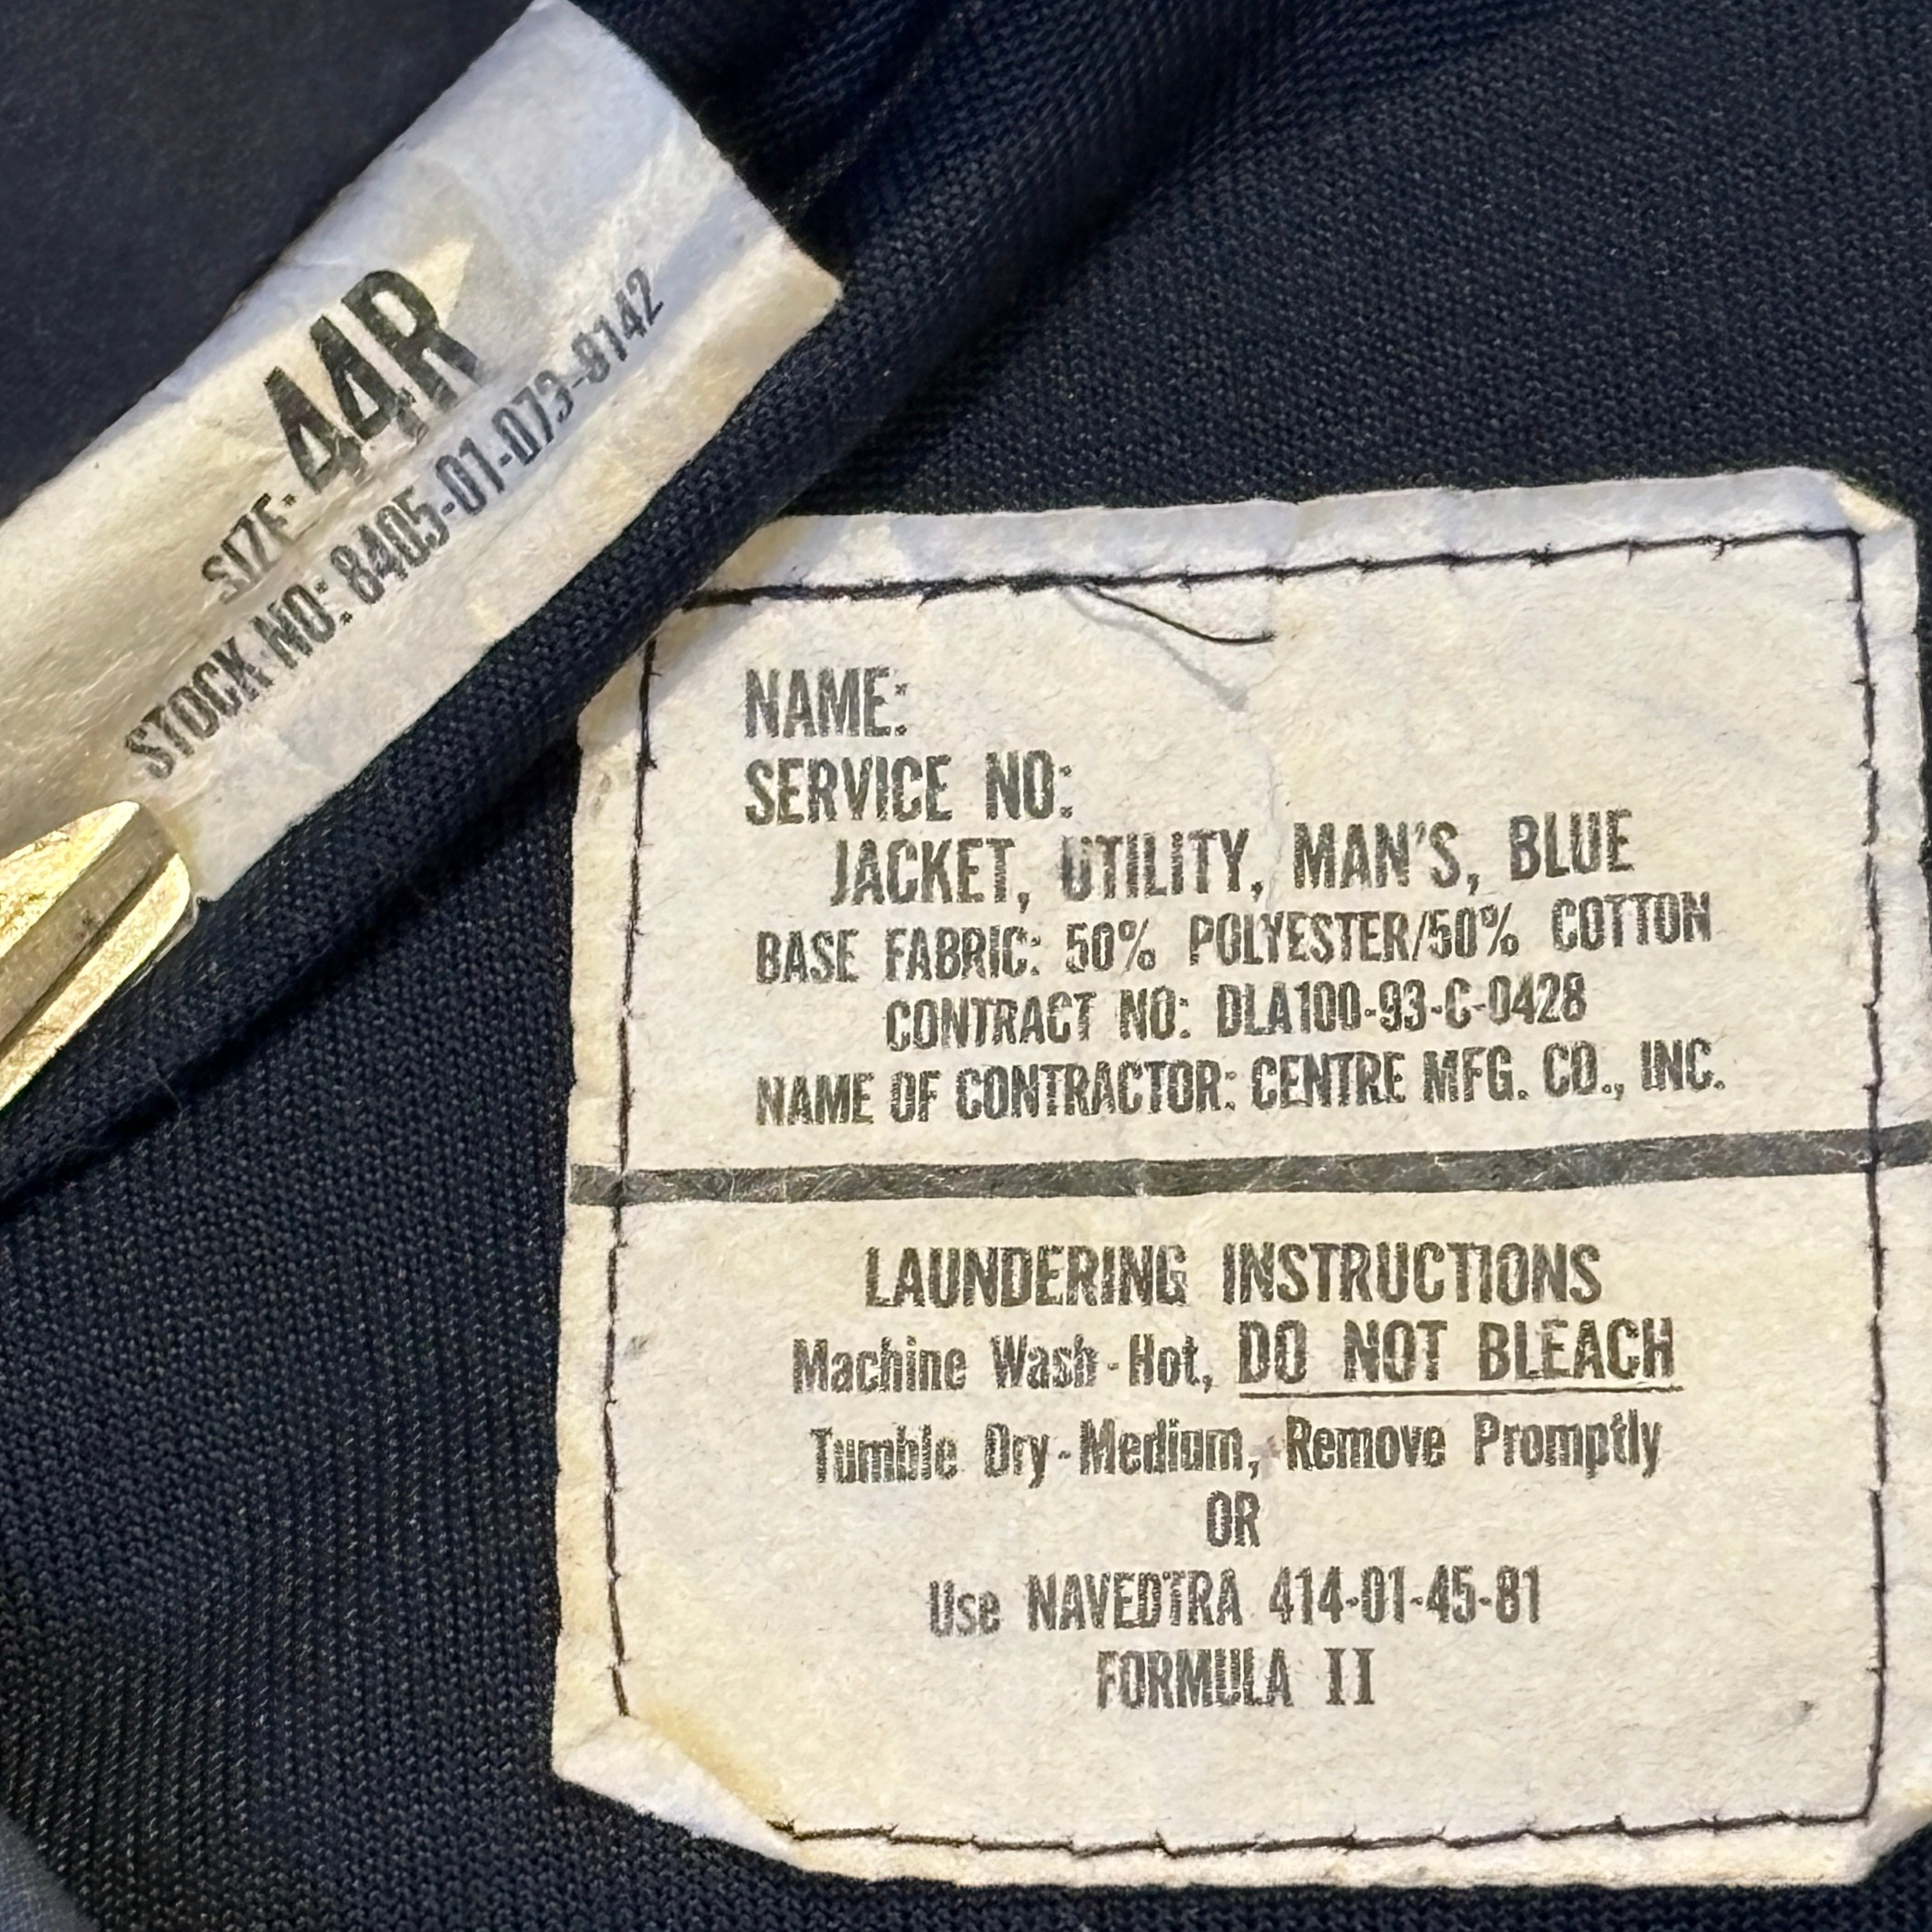 SIZE: 44R
STOCK NO: 8405-01-073-8142
NAME:
SERVICE NO:
JACKET, UTILITY, MAN'S, BLUE
BASE FABRIC: 50% POLYESTER/50% COTTON
CONTRACT NO: DLA100-93-C-0428
NAME OF CONTRACTOR: CENTRE MFG. CO., INC.
LAUNDERING INSTRUCTIONS
Machine Wash-Hot, DO NOT BLEACH
Tumble Dry-Medium, Remove Promptly
OR
Use NAVEDTRA 414-01-45-81
FORMULA II